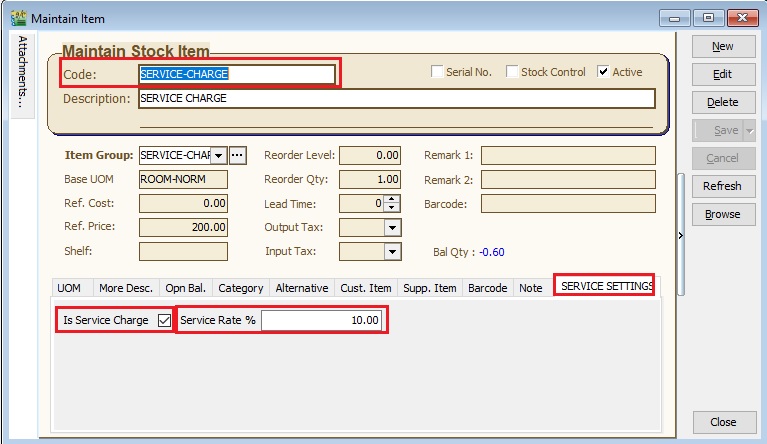 Maintain Item
Attachments...
Maintain Stock Item
Code: SERVICE-CHARGE
Serial No. Stock Control Active
Description: SERVICE CHARGE
Item Group: SERVICE-CHAR ... Reorder Level: 0.00 Remark 1:
Base UOM ROOM-NORM Reorder Qty: 1.00 Remark 2:
Ref. Cost: 0.00 Lead Time: 0 Barcode:
Ref. Price: 200.00 Output Tax:
Shelf: Input Tax: Bal Qty : -0.60
UOM More Desc. Opn Bal. Category Alternative Cust. Item Supp. Item Barcode Note SERVICE SETTINGS
Is Service Charge Service Rate % 10.00
New
Edit
Delete
Save
Cancel
Refresh
Browse
Close